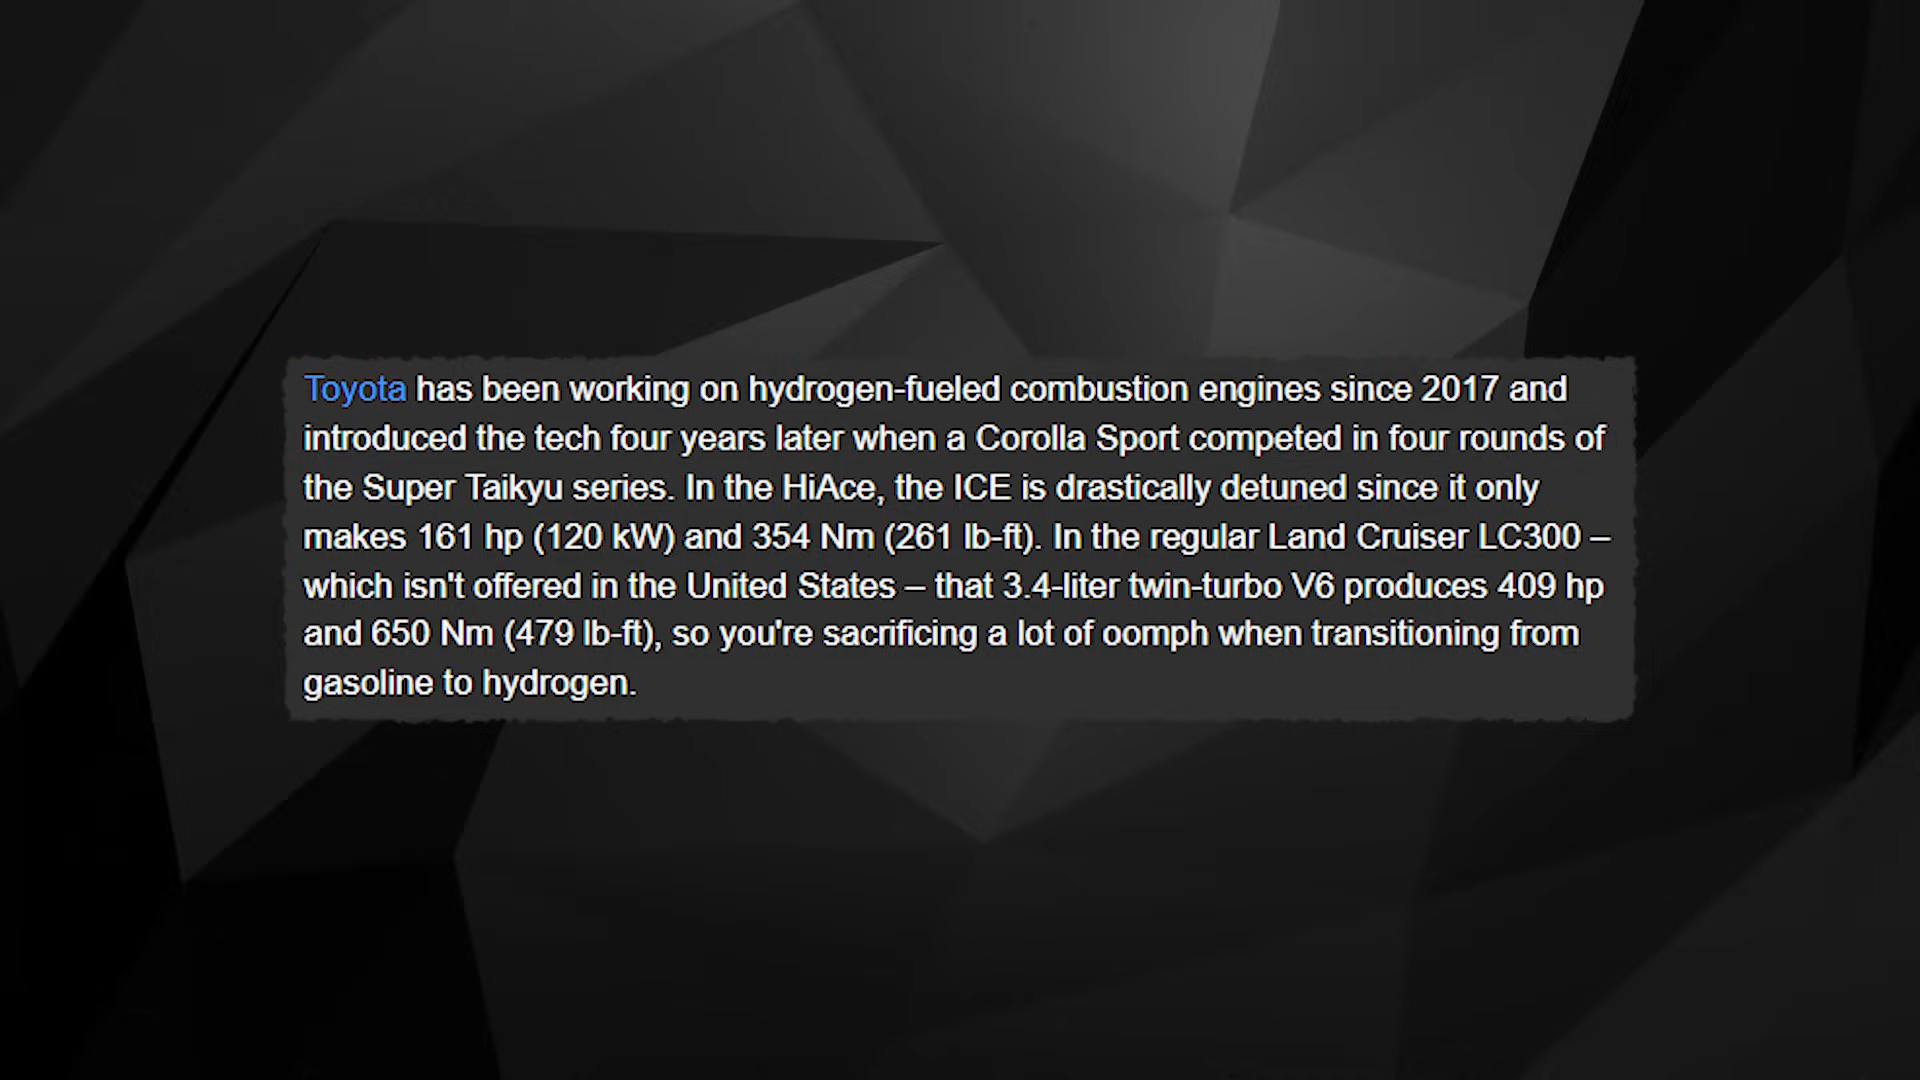 Toyota has been working on hydrogen-fueled combustion engines since 2017 and
introduced the tech four years later when a Corolla Sport competed in four rounds of
the Super Taikyu series. In the HiAce, the ICE is drastically detuned since it only
makes 161 hp (120 kW) and 354 Nm (261 lb-ft). In the regular Land Cruiser LC300 –
which isn't offered in the United States – that 3.4-liter twin-turbo V6 produces 409 hp
and 650 Nm (479 lb-ft), so you're sacrificing a lot of oomph when transitioning from
gasoline to hydrogen.